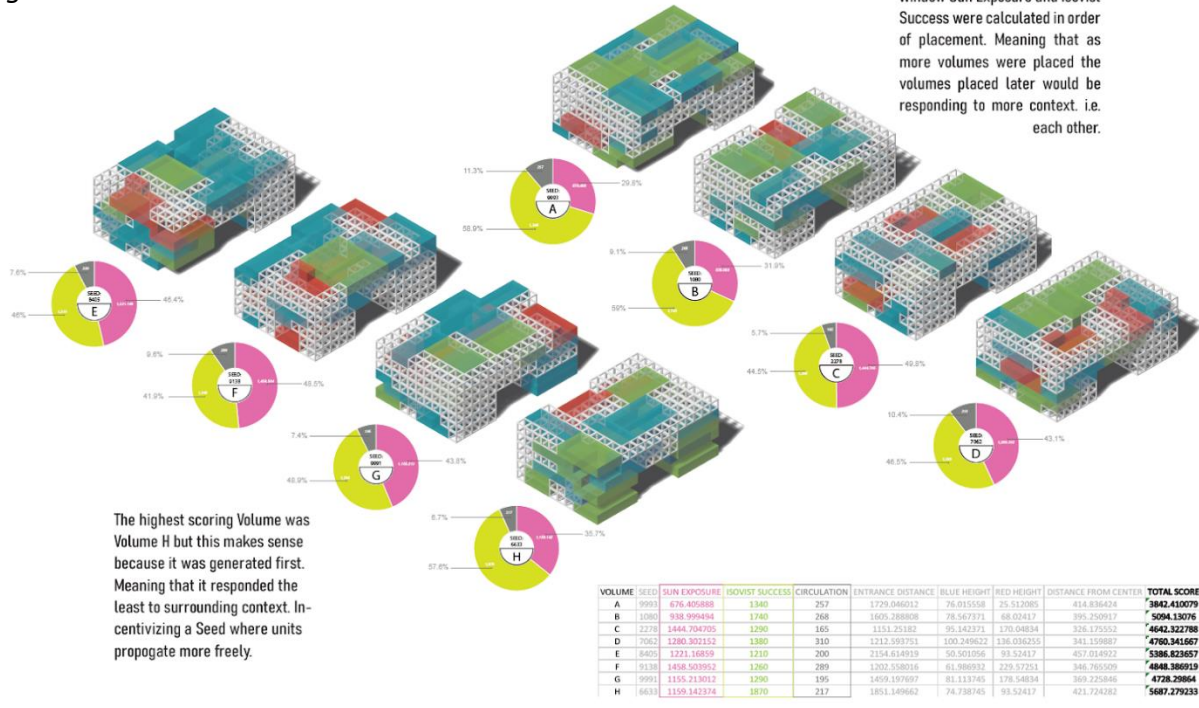 Success were calculated in order
of placement. Meaning that as
more volumes were placed the
volumes placed later would be
responding to more context. i.e.
each other.
11.3%
29.8%
58.9%
SEED-
9993
A
9.1%
31.9%
59%
SEED-
1080
B
5.7%
49.8%
44.5%
SEED-
2278
C
10.4%
43.1%
46.5%
SEED-
7062
D
7.6%
46.4%
46%
SEED-
8405
E
9.6%
48.5%
41.9%
SEED-
9138
F
7.4%
43.8%
48.9%
SEED-
9991
G
6.7%
35.7%
57.6%
SEED-
6633
H
The highest scoring Volume was
Volume H but this makes sense
because it was generated first.
Meaning that it responded the
least to surrounding context. In-
centivizing a Seed where units
propogate more freely.
VOLUME SEED SUN EXPOSURE ISOVIST SUCCESS CIRCULATION ENTRANCE DISTANCE BLUE HEIGHT RED HEIGHT DISTANCE FROM CENTER TOTAL SCORE
A 9993 676.405888 1340 257 1729.046012 76.015558 25.512085 414.836424 3842.410079
B 1080 938.999494 1740 268 1605.288808 78.567371 68.02417 395.250917 5094.13076
C 2278 1444.704705 1290 165 1151.25182 95.142371 170.04834 326.175552 4642.322788
D 7062 1280.302152 1380 310 1212.593751 100.249622 136.036255 341.159887 4760.341667
E 8405 1221.16859 1210 200 2154.614919 50.501056 93.52417 457.014922 5386.823657
F 9138 1458.503952 1260 289 1202.558016 61.986932 229.57251 346.765509 4848.386919
G 9991 1155.213012 1290 195 1459.197697 81.113745 178.54834 369.225846 4728.29864
H 6633 1159.142374 1870 217 1851.149662 74.738745 93.52417 421.724282 5687.279233